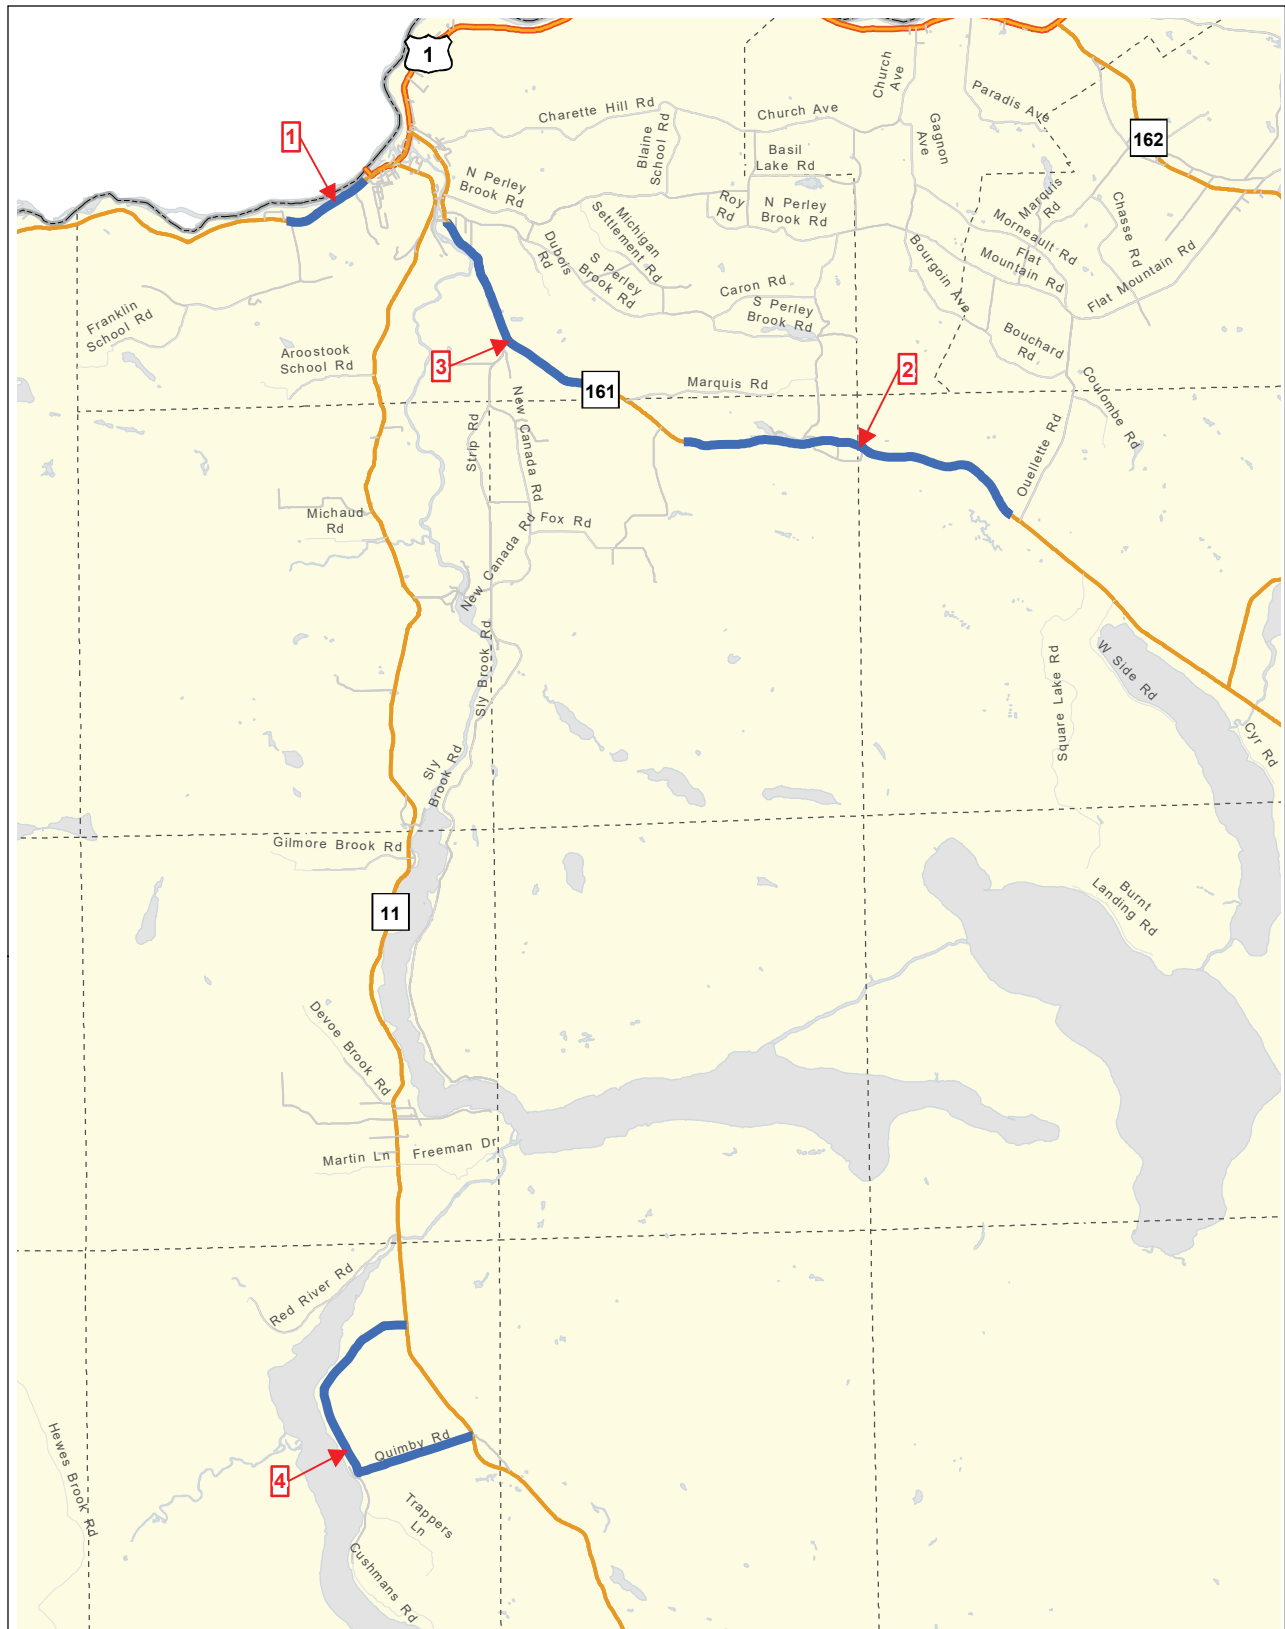 1
Church
Ave
Paradis Ave
Charette Hill Rd
Church Ave
1
Blaine
School Rd
Gagnon
Ave
162
Basil
Lake Rd
N Perley
Brook Rd
Roy
Rd
N Perley
Brook Rd
Marquis
Rd
Michigan
Settlement Rd
Morneault Rd
Chasse Rd
Dubois
Rd
S Perley
Brook Rd
Flat
Mountain Rd
Bourgoin Ave
Flat Mountain Rd
Caron Rd
S Perley
Brook Rd
Franklin
School Rd
Bouchard
Rd
Aroostook
School Rd
3
2
161
Marquis Rd
Coulombe Rd
New Canada Rd
Strip Rd
Ouellette Rd
Michaud
Rd
Fox Rd
New Canada Rd
Sly Brook Rd
W Side Rd
Square Lake Rd
Cyr Rd
Sly
Brook Rd
Gilmore Brook Rd
Burnt
Landing Rd
11
Devoe Brook Rd
Martin Ln
Freeman Dr
Red River Rd
Quimby Rd
Hewes Brook Rd
4
Trappers
Ln
Cushmans Rd